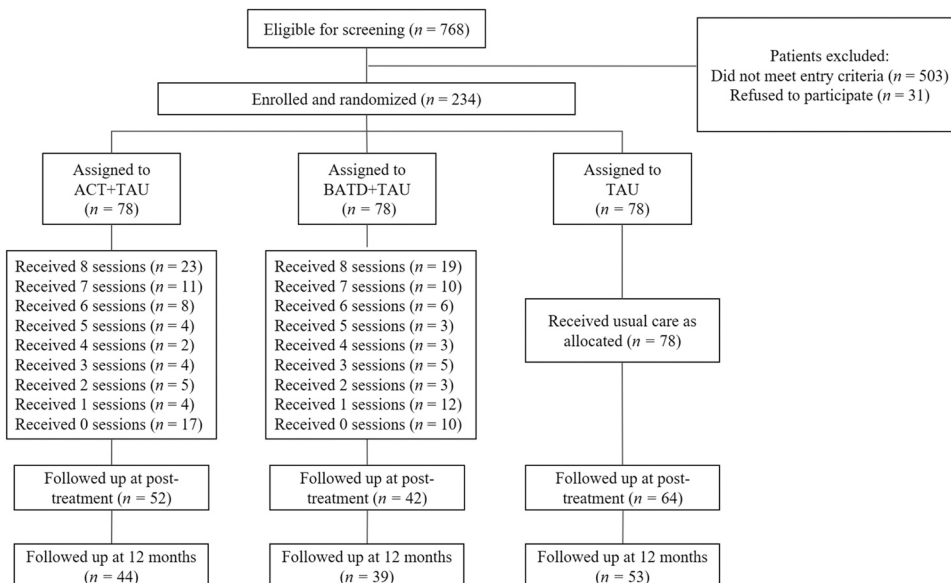 Eligible for screening (n = 768)
Patients excluded:
Did not meet entry criteria (n = 503)
Refused to participate (n = 31)
Enrolled and randomized (n = 234)
Assigned to
ACT+TAU
(n = 78)
Assigned to
BATD+TAU
(n = 78)
Assigned to
TAU
(n = 78)
Received 8 sessions (n = 23)
Received 7 sessions (n = 11)
Received 6 sessions (n = 8)
Received 5 sessions (n = 4)
Received 4 sessions (n = 2)
Received 3 sessions (n = 4)
Received 2 sessions (n = 5)
Received 1 sessions (n = 4)
Received 0 sessions (n = 17)
Received 8 sessions (n = 19)
Received 7 sessions (n = 10)
Received 6 sessions (n = 6)
Received 5 sessions (n = 3)
Received 4 sessions (n = 3)
Received 3 sessions (n = 5)
Received 2 sessions (n = 3)
Received 1 sessions (n = 12)
Received 0 sessions (n = 10)
Received usual care as
allocated (n = 78)
Followed up at post-
treatment (n = 52)
Followed up at post-
treatment (n = 42)
Followed up at post-
treatment (n = 64)
Followed up at 12 months
(n = 44)
Followed up at 12 months
(n = 39)
Followed up at 12 months
(n = 53)